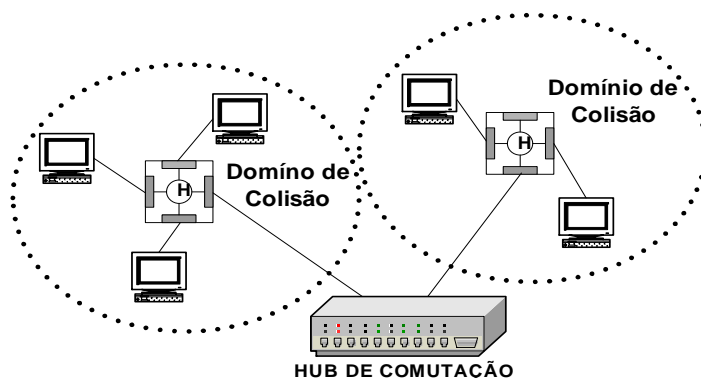 H
Domíno de
Colisão
H
Domínio de
Colisão
HUB DE COMUTAÇÃO